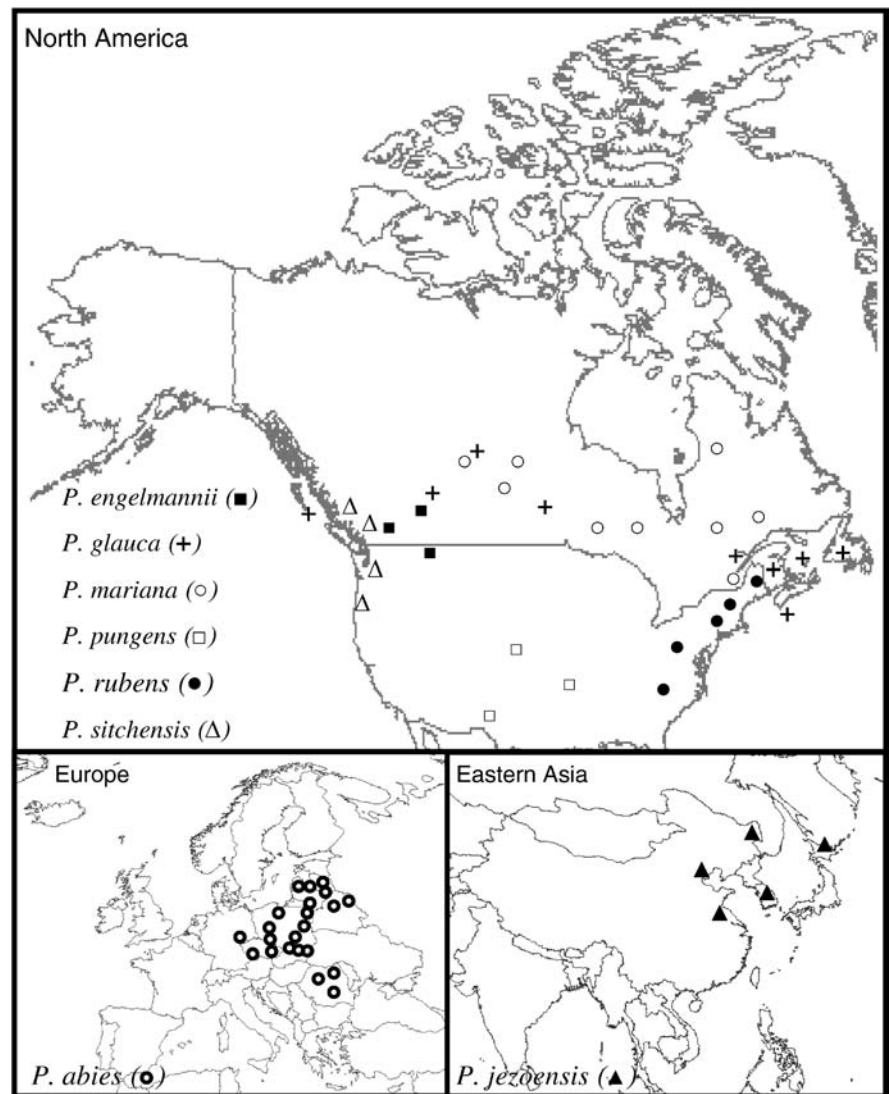 North America
P. engelmannii (■)
P. glauca (+)
P. mariana (○)
P. pungens (□)
P. rubens (●)
P. sitchensis (Δ)
Europe
Eastern Asia
P. abies (o)
P. jezoensis (▲)